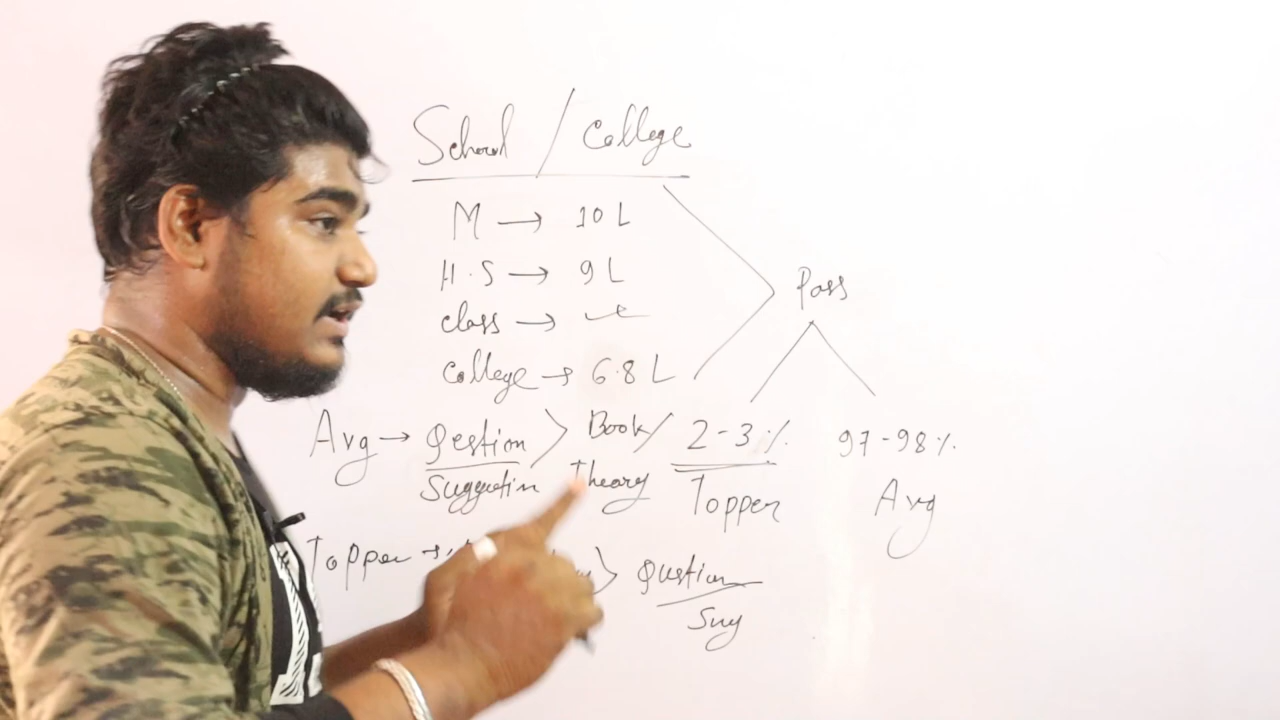 School / College
M → 10 L
H.S → 9 L
class →
College → 6.8 L
Pass
Avg → Qestion > Book /
Suggestion Theory
2-3 %.
Topper
97-98 %.
Avg
Topper → > Question
Sug